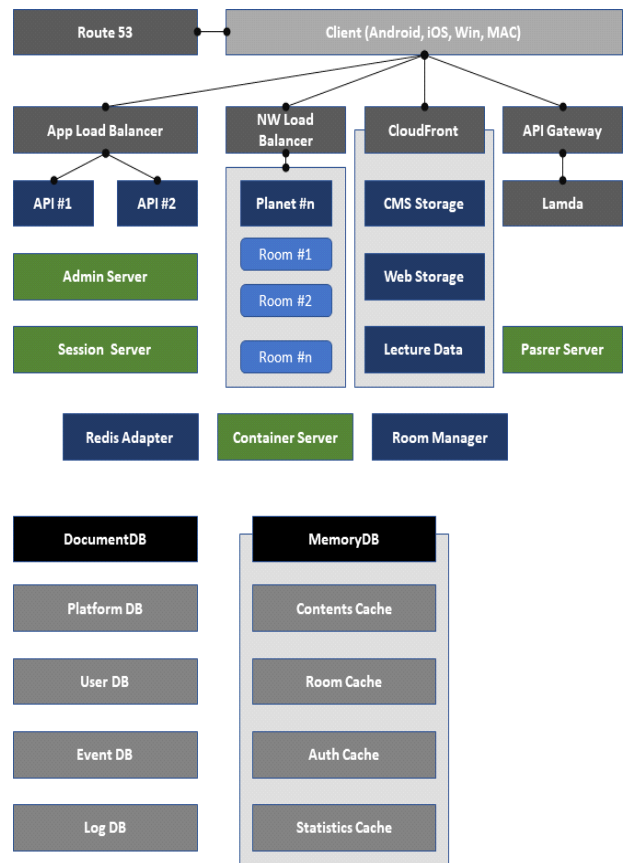 Route 53
Client (Android, iOS, Win, MAC)
App Load Balancer
NW Load
Balancer
CloudFront
API Gateway
API #1
API #2
Planet #n
CMS Storage
Lamda
Room #1
Admin Server
Web Storage
Room #2
Session Server
Room #n
Lecture Data
Pasrer Server
Redis Adapter
Container Server
Room Manager
DocumentDB
MemoryDB
Platform DB
Contents Cache
User DB
Room Cache
Event DB
Auth Cache
Log DB
Statistics Cache